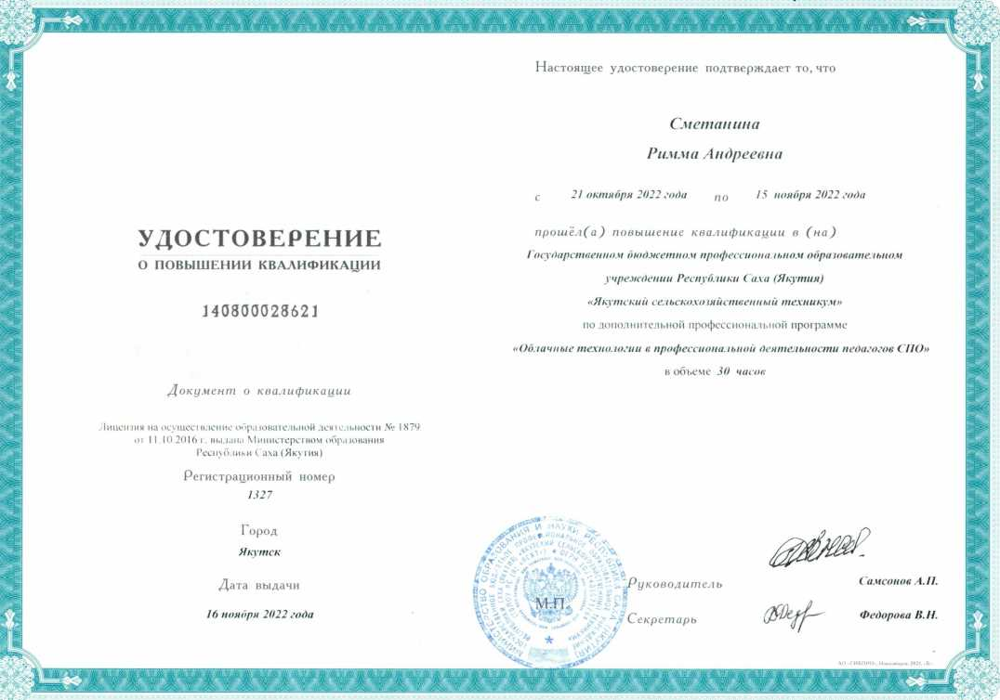 УДОСТОВЕРЕНИЕ
О ПОВЫШЕНИИ КВАЛИФИКАЦИИ
140800028621
Документ о квалификации
Лицензия на осуществление образовательной деятельности № 1879
от 11.10.2016 г. выдана Министерством образования
Республики Саха (Якутия)
Регистрационный номер
1327
Город
Якутск
Дата выдачи
16 ноября 2022 года
Настоящее удостоверение подтверждает то, что
Сметанина
Римма Андреевна
с 21 октября 2022 года по 15 ноября 2022 года
прошёл(а) повышение квалификации в (на)
Государственном бюджетном профессиональном образовательном
учреждении Республики Саха (Якутия)
«Якутский сельскохозяйственный техникум»
по дополнительной профессиональной программе
«Облачные технологии в профессиональной деятельности педагогов СПО»
в объеме 30 часов
М.П.
Руководитель Самсонов А.П.
Секретарь Федорова В.Н.